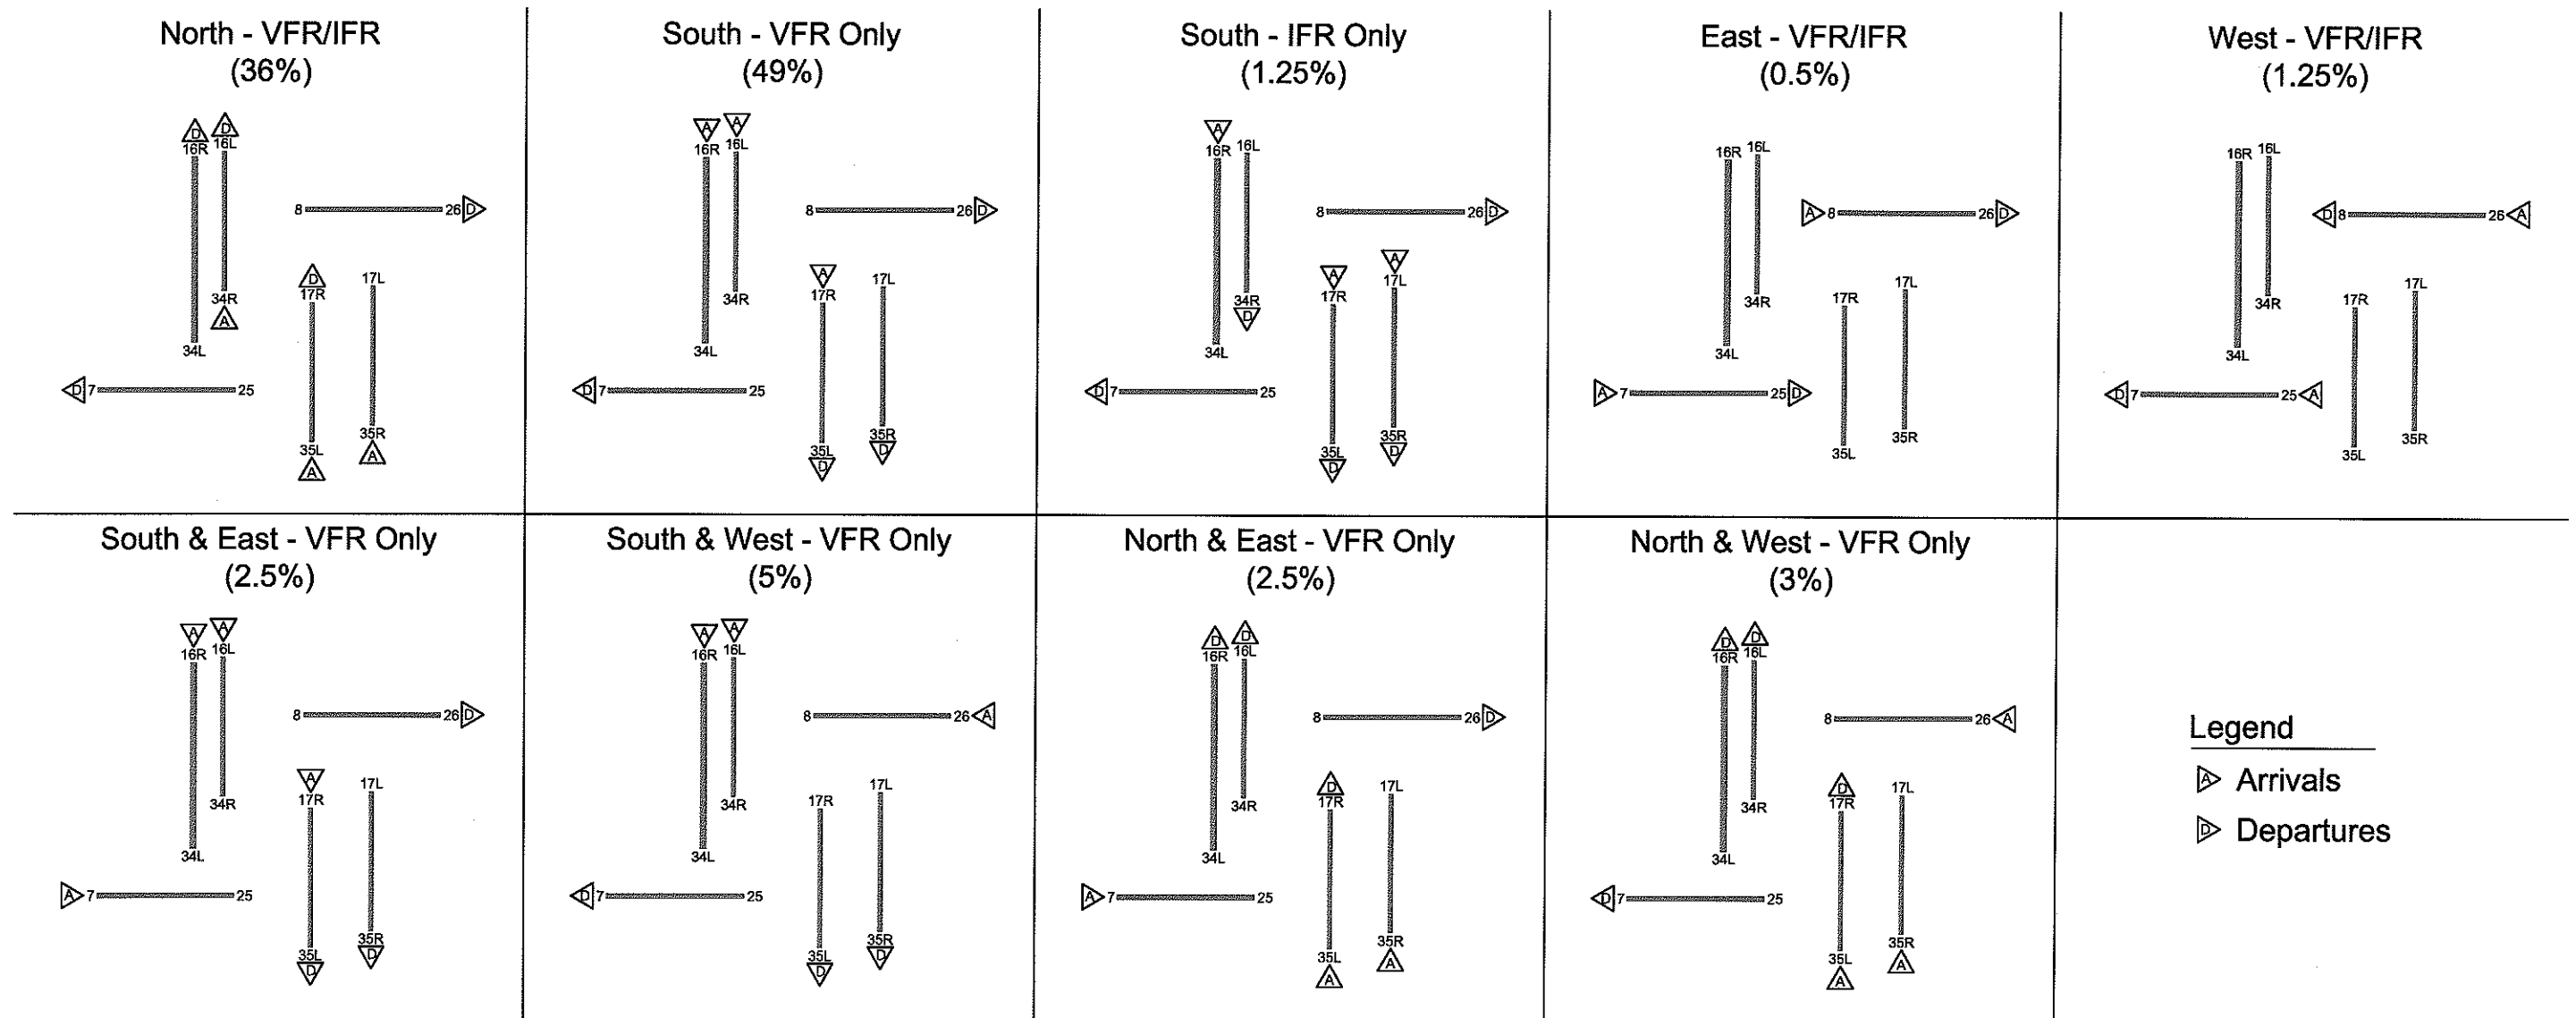 North - VFR/IFR
(36%)
D D
16R 16L
8 26 D
D
17R 17L
34R
A
34L
D 7 25
35L 35R
A A
South - VFR Only
(49%)
A A
16R 16L
8 26 D
A
17R 17L
34R
34L
D 7 25
35L 35R
D D
South - IFR Only
(1.25%)
A
16R 16L
8 26 D
A A
17R 17L
34R
D
34L
D 7 25
35L 35R
D D
East - VFR/IFR
(0.5%)
16R 16L
A 8 26 D
17R 17L
34R
34L
A 7 25 D
35L 35R
West - VFR/IFR
(1.25%)
16R 16L
D 8 26 A
17R 17L
34R
34L
D 7 25 A
35L 35R
South & East - VFR Only
(2.5%)
A A
16R 16L
8 26 D
A
17R 17L
34R
34L
A 7 25
35L 35R
D D
South & West - VFR Only
(5%)
A A
16R 16L
8 26 A
17R 17L
34R
34L
D 7 25
35L 35R
D D
North & East - VFR Only
(2.5%)
D D
16R 16L
8 26 D
D
17R 17L
34R
34L
A 7 25
35L 35R
A A
North & West - VFR Only
(3%)
D D
16R 16L
8 26 A
D
17R 17L
34R
34L
D 7 25
35L 35R
A A
Legend
A Arrivals
D Departures